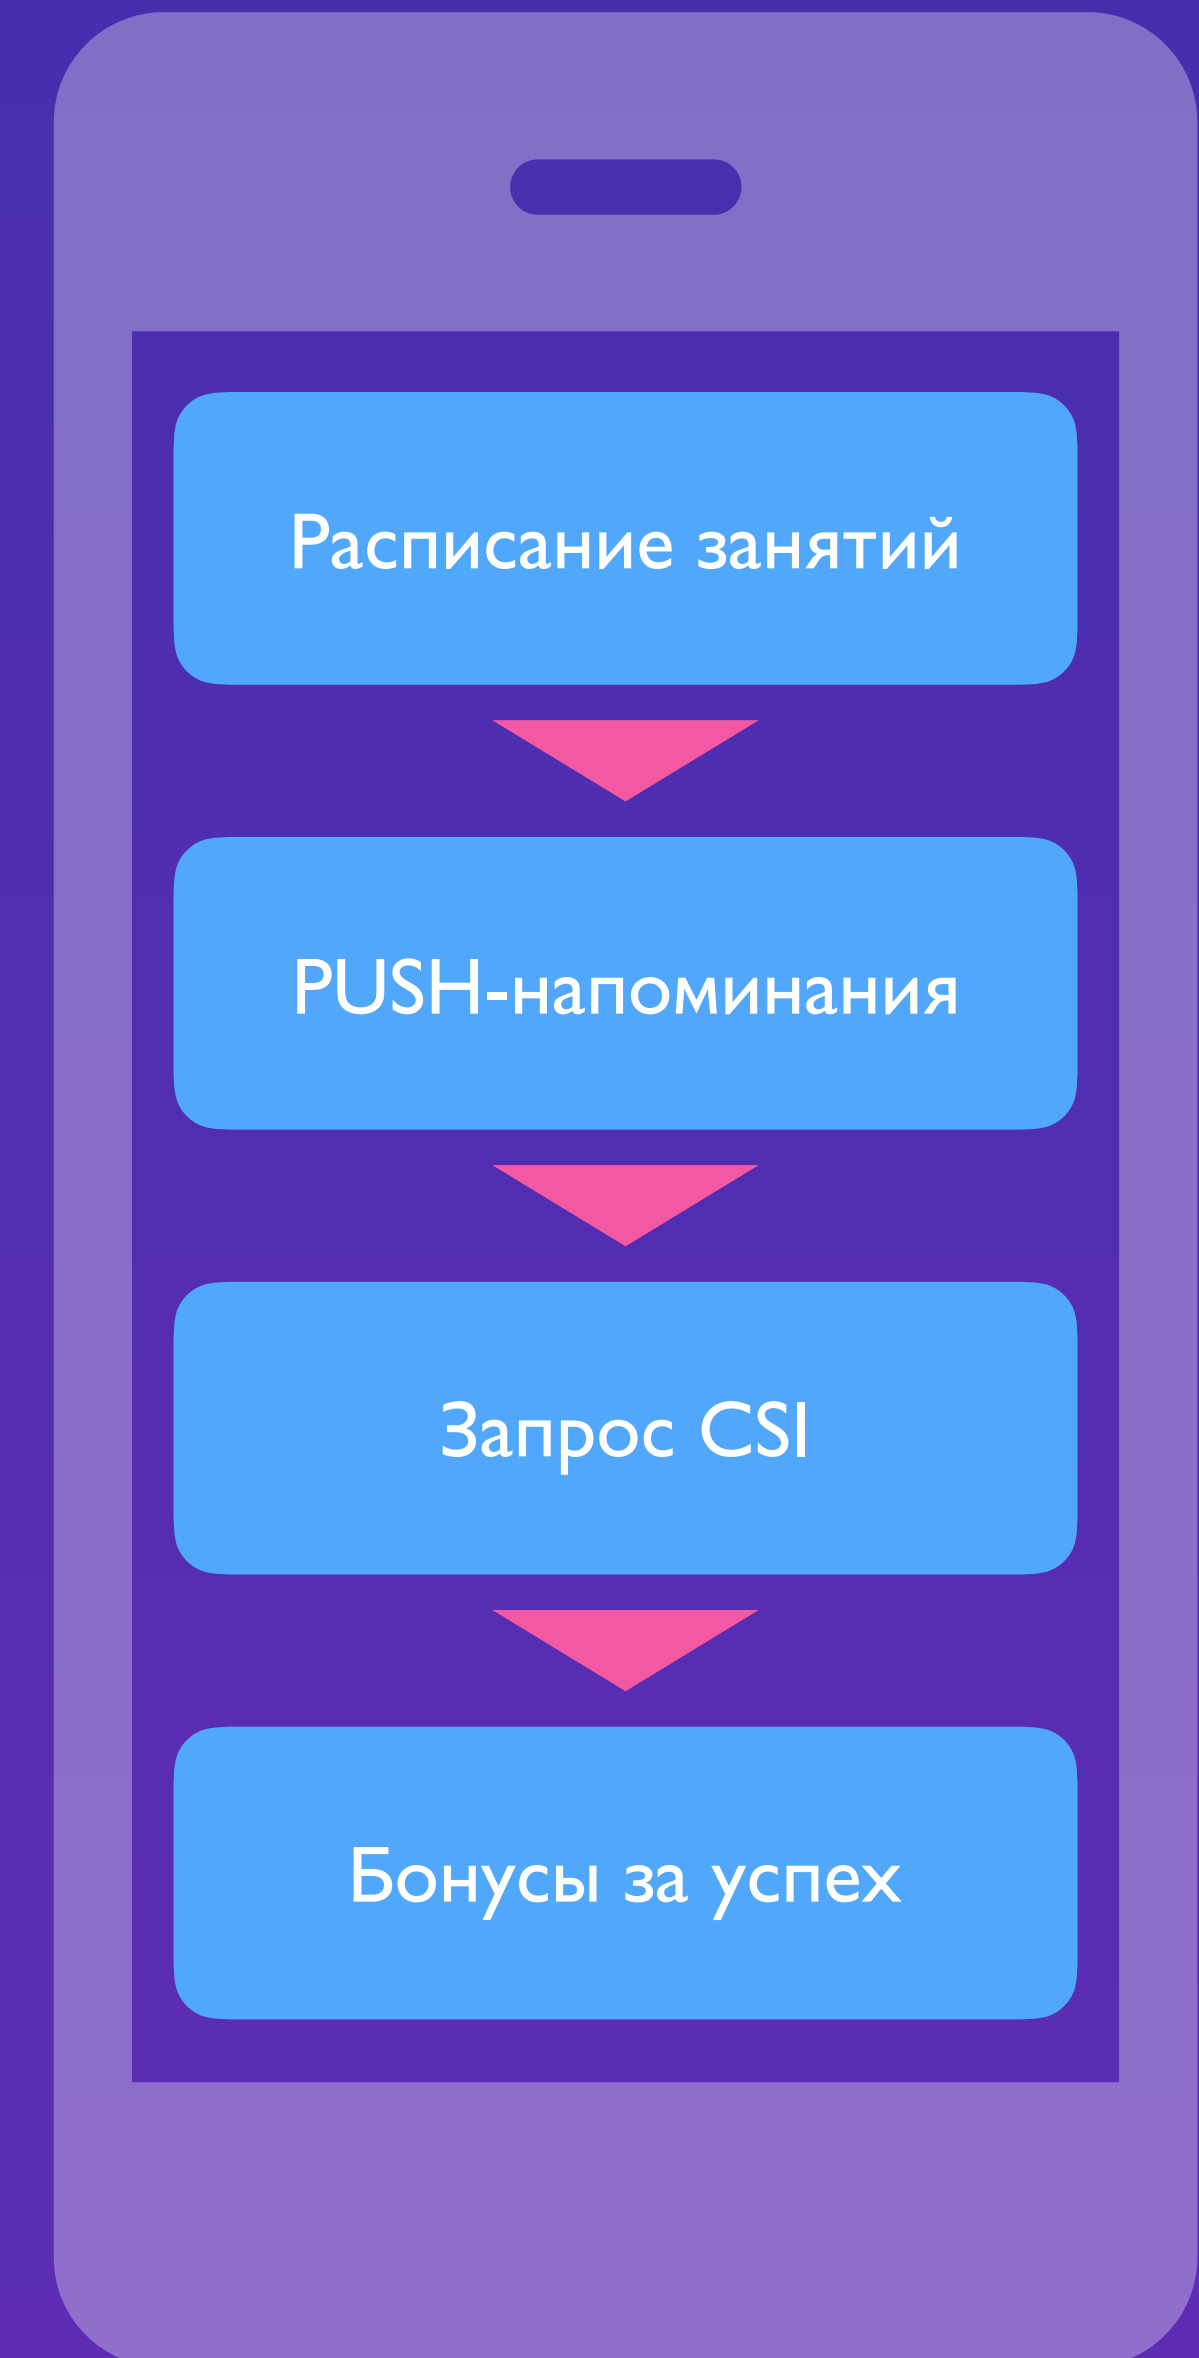 Расписание занятий
PUSH-напоминания
Запрос CSI
Бонусы за успех